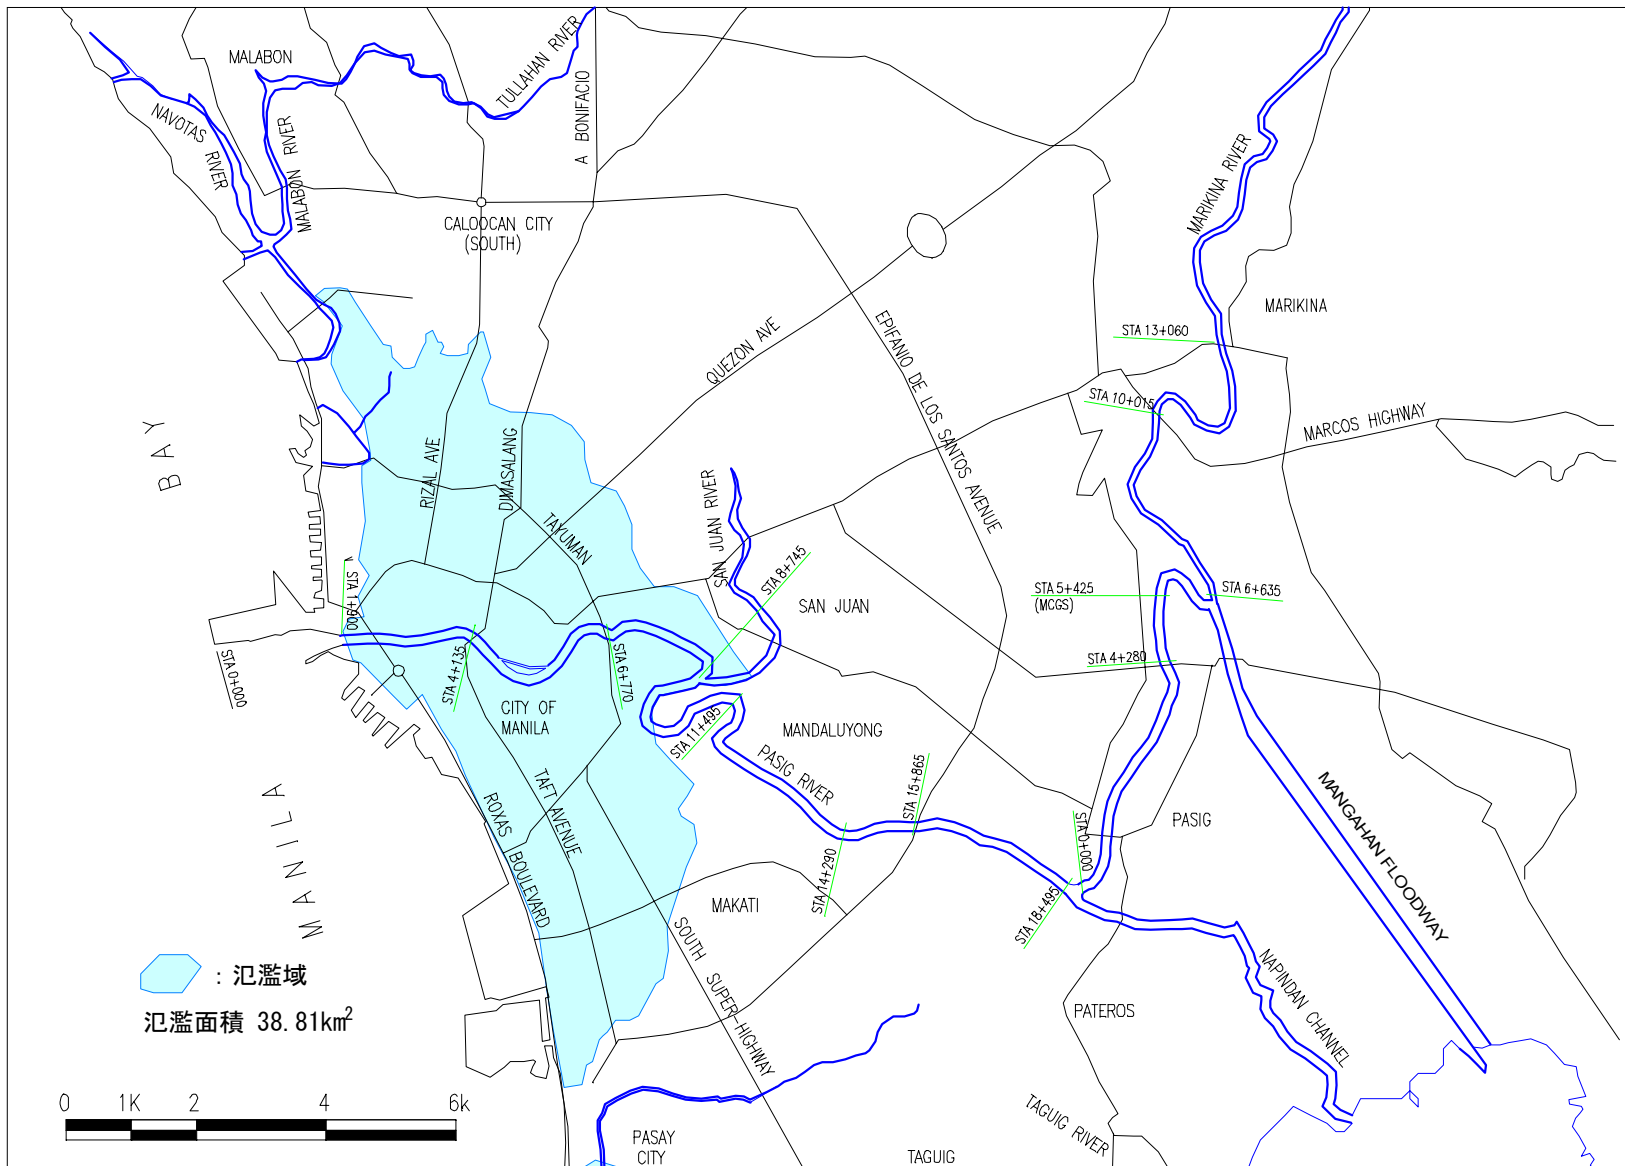 MALABON
TULLAHAN RIVER
A BONIFACIO
NAVOTAS RIVER
MALABON RIVER
MARIKINA RIVER
CALOOCAN CITY
(SOUTH)
MARIKINA
STA 13+060
EPIFANIO DE LOS SANTOS AVENUE
QUEZON AVE
STA 10+015
MARCOS HIGHWAY
RIZAL AVE
DIMASALANG
TAYUMAN
SAN JUAN RIVER
STA 8+745
STA 1+900
SAN JUAN
STA 5+425
(MCGS)
STA 6+635
STA 0+000
STA 4+135
STA 6+770
STA 4+280
CITY OF
MANILA
STA 11+495
MANDALUYONG
PASIG RIVER
STA 15+865
TAFT AVENUE
ROXAS BOULEVARD
STA 14+290
STA 0+000
PASIG
MANGAHAN FLOODWAY
MANILA BAY
MAKATI
STA 18+495
SOUTH SUPER-HIGHWAY
NAPINDAN CHANNEL
: 氾濫域
氾濫面積 38.81km²
PATEROS
0 1K 2 4 6k
TAGUIG RIVER
PASAY
CITY
TAGUIG